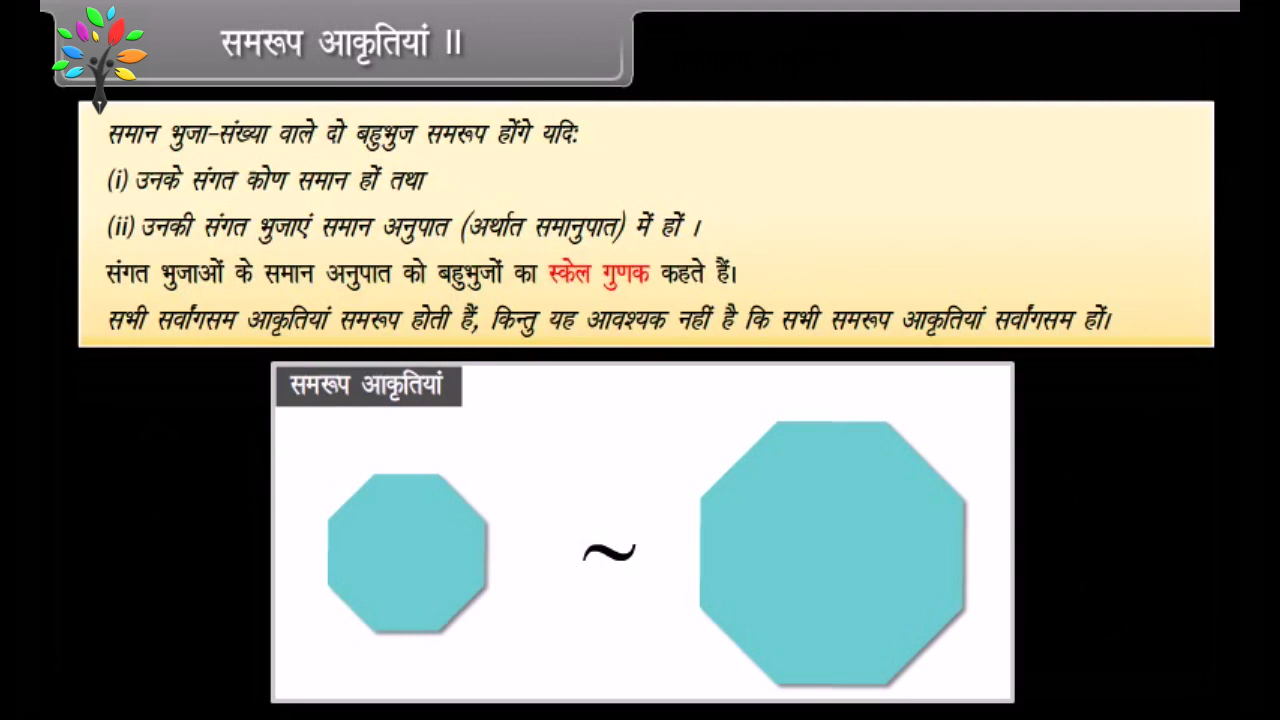 समरूप आकृतियां II
समान भुजा-संख्या वाले दो बहुभुज समरूप होंगे यदिः
(i) उनके संगत कोण समान हों तथा
(ii) उनकी संगत भुजाएं समान अनुपात (अर्थात समानुपात) में हों ।
संगत भुजाओं के समान अनुपात को बहुभुजों का स्केल गुणक कहते हैं।
सभी सर्वांगसम आकृतियां समरूप होती हैं, किन्तु यह आवश्यक नहीं है कि सभी समरूप आकृतियां सर्वांगसम हों।
समरूप आकृतियां
~